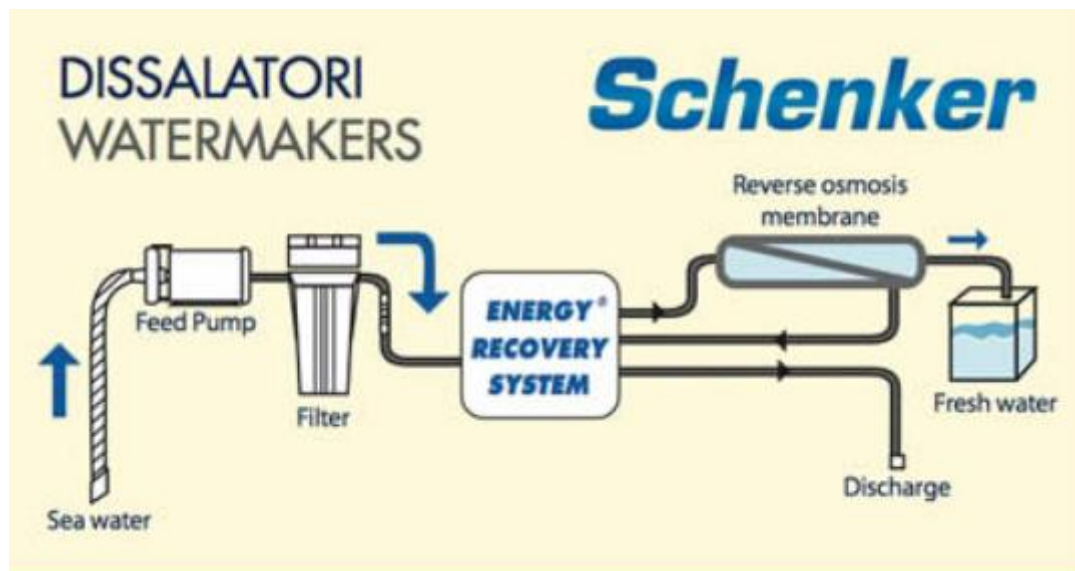 DISSALATORI
WATERMAKERS
Schenker
Reverse osmosis
membrane
Feed Pump
ENERGY®
RECOVERY
SYSTEM
Filter
Fresh water
Discharge
Sea water